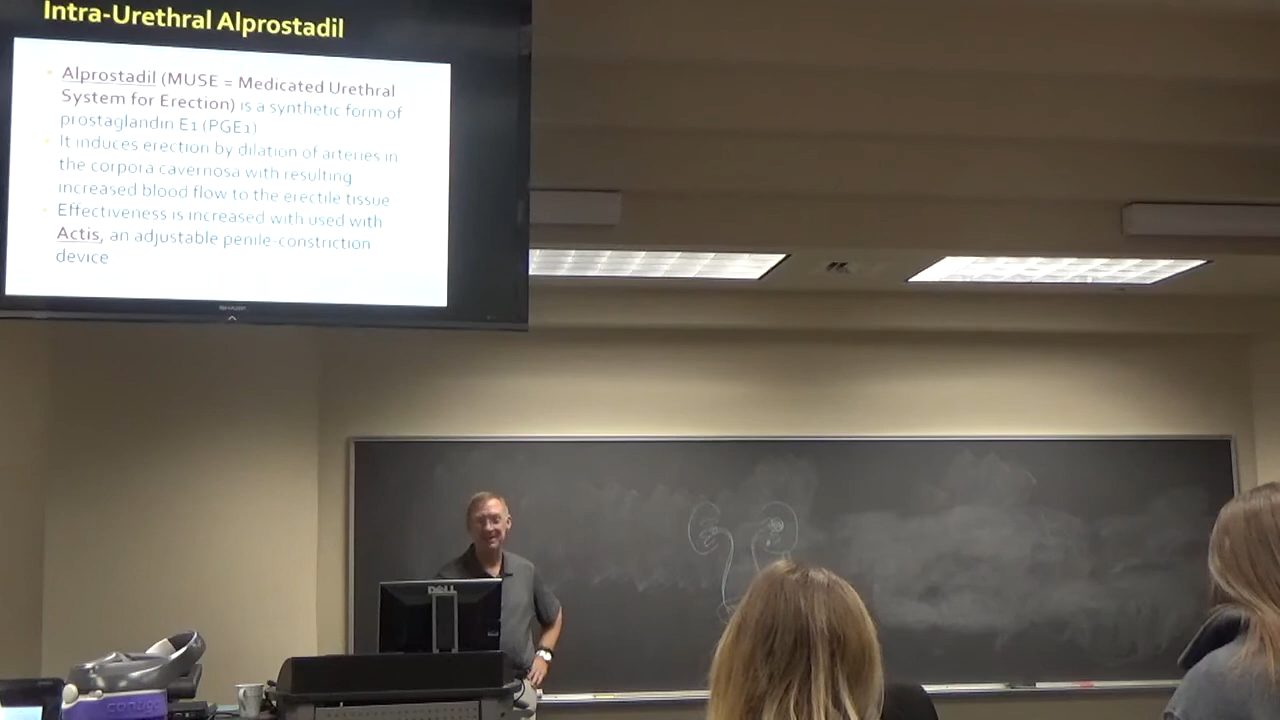 Intra-Urethral Alprostadil
Alprostadil (MUSE = Medicated Urethral
System for Erection) is a synthetic form of
prostaglandin E1 (PGE1)
It induces erection by dilation of arteries in
the corpora cavernosa with resulting
increased blood flow to the erectile tissue
Effectiveness is increased with used with
Actis, an adjustable penile-constriction
device
SHARP
DELL
contigo